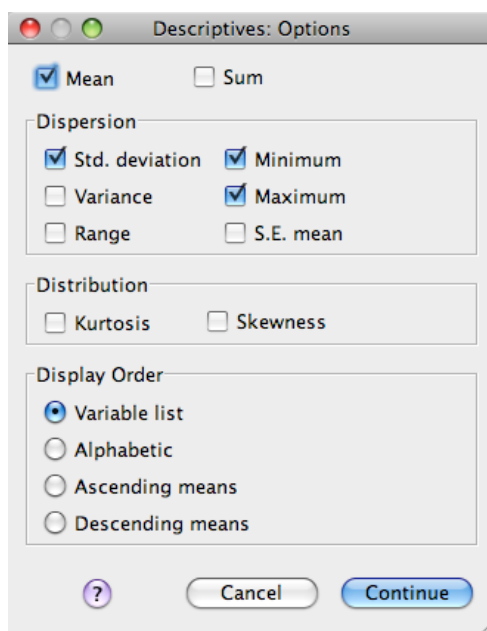 Descriptives: Options
Mean Sum
Dispersion
Std. deviation Minimum
Variance Maximum
Range S.E. mean
Distribution
Kurtosis Skewness
Display Order
Variable list
Alphabetic
Ascending means
Descending means
? Cancel Continue